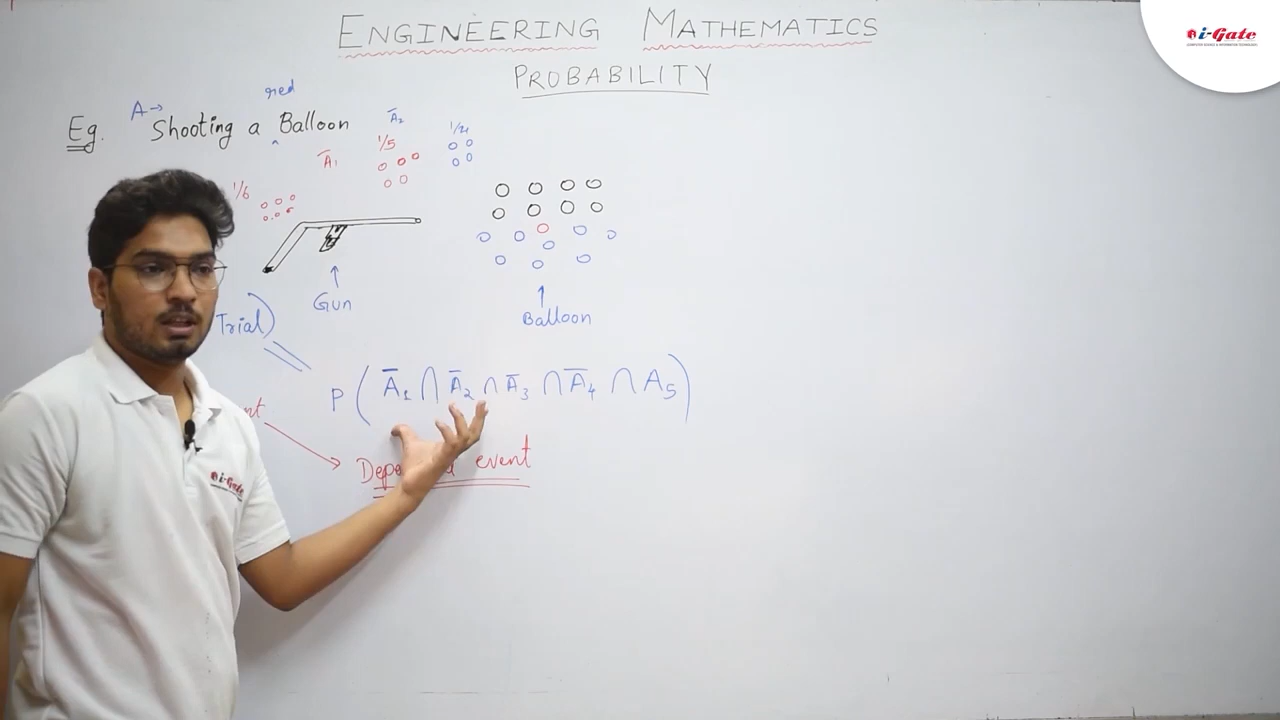 ENGINEERING MATHEMATICS
PROBABILITY
i-Gate
red
A→
Eg. Shooting a Balloon
Ā₂
1/5
1/4
Ā₁
1/6
Gun
Trial)
Balloon
P ( Ā₁ ∩ Ā₂ ∩ Ā₃ ∩ Ā₄ ∩ A₅ )
event
i-Gate